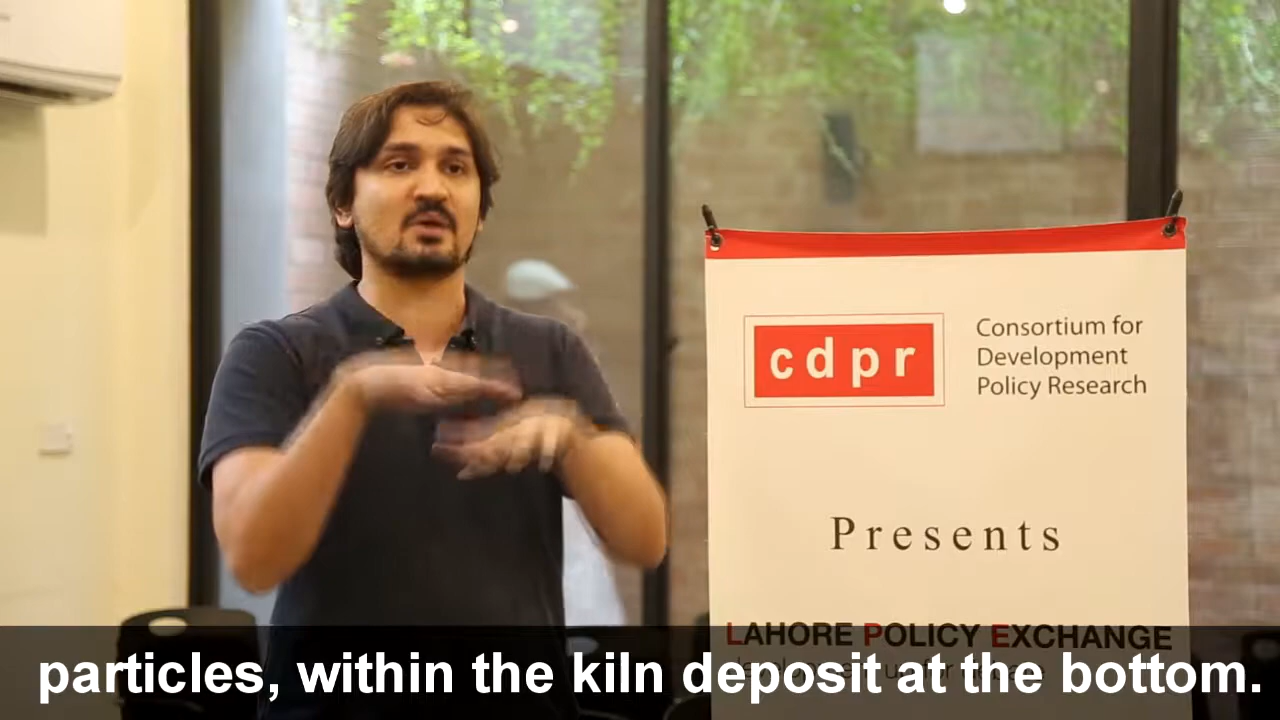 cdpr
Consortium for
Development
Policy Research
Presents
LAHORE POLICY EXCHANGE
particles, within the kiln deposit at the bottom.